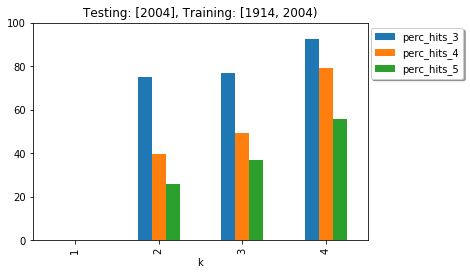 Testing: [2004], Training: [1914, 2004)
100
80
60
40
20
0
1
2
3
4
k
perc_hits_3
perc_hits_4
perc_hits_5